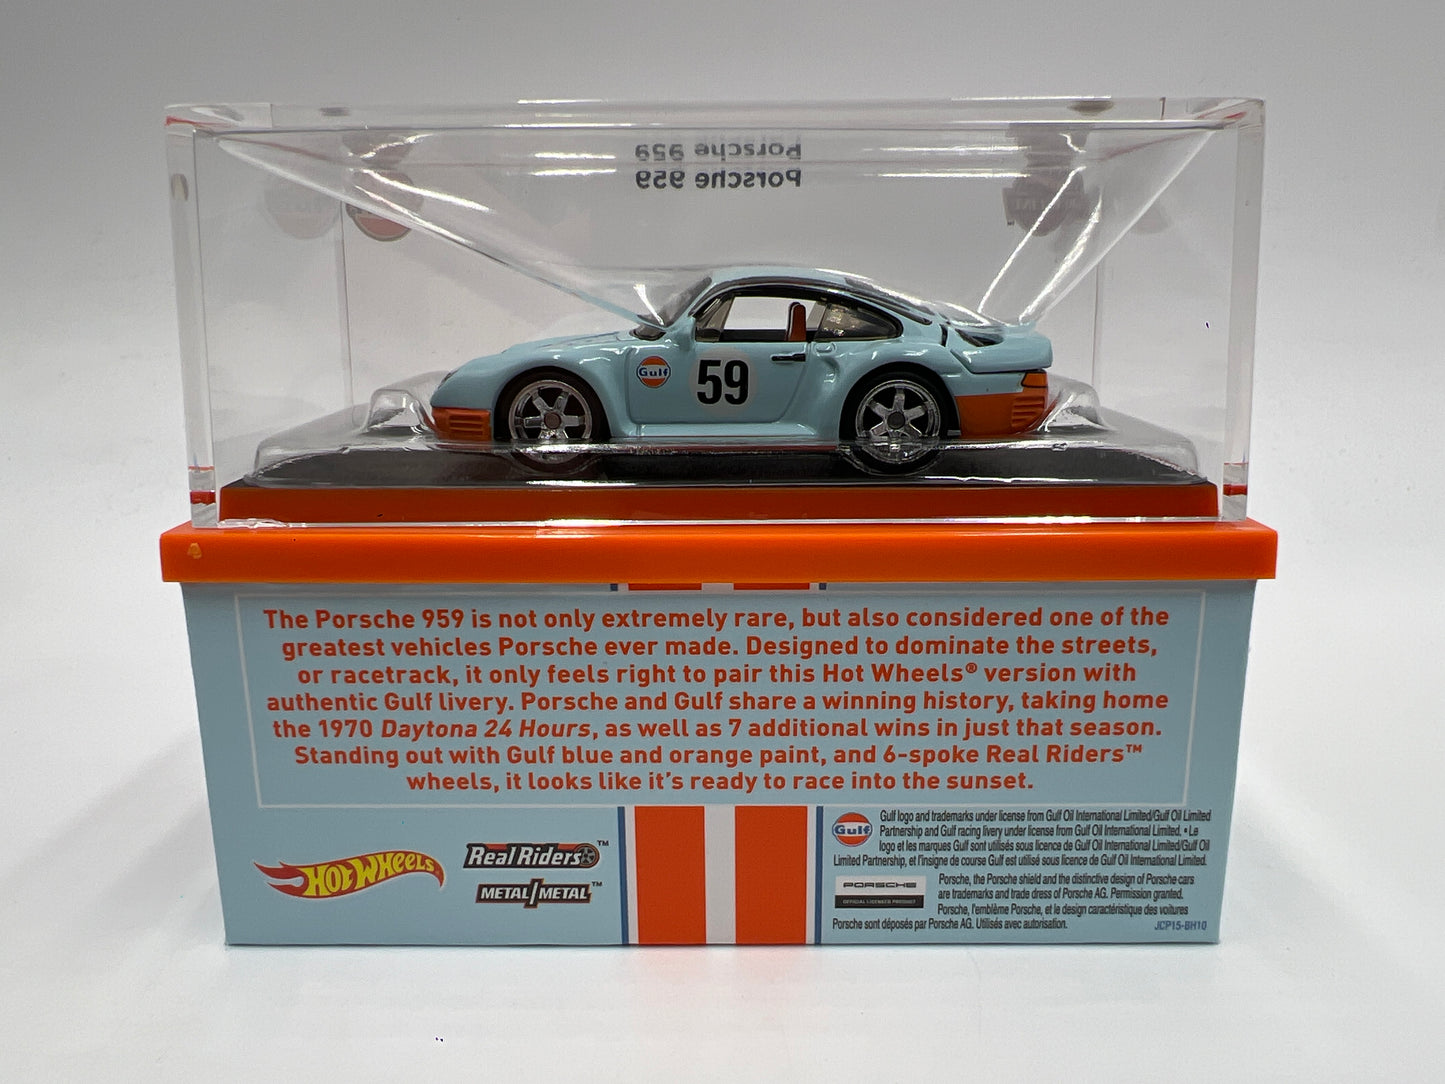 Porsche 959
Porsche 959
Gulf
59
The Porsche 959 is not only extremely rare, but also considered one of the
greatest vehicles Porsche ever made. Designed to dominate the streets,
or racetrack, it only feels right to pair this Hot Wheels® version with
authentic Gulf livery. Porsche and Gulf share a winning history, taking home
the 1970 Daytona 24 Hours, as well as 7 additional wins in just that season.
Standing out with Gulf blue and orange paint, and 6-spoke Real Riders™
wheels, it looks like it's ready to race into the sunset.
HOT WHEELS
Real Riders™
METAL/METAL™
Gulf
Gulf logo and trademarks under license from Gulf Oil International Limited/Gulf Oil Limited
Partnership and Gulf racing livery under license from Gulf Oil International Limited. • Le
logo et les marques Gulf sont utilisés sous licence de Gulf Oil International Limited/Gulf Oil
Limited Partnership, et l'insigne de course Gulf est utilisé sous licence de Gulf Oil International Limited.
PORSCHE
OFFICIAL LICENSED PRODUCT
Porsche, the Porsche shield and the distinctive design of Porsche cars
are trademarks and trade dress of Porsche AG. Permission granted.
Porsche, l'emblème Porsche, et le design caractéristique des voitures
Porsche sont déposés par Porsche AG. Utilisés avec autorisation.
JCP15-BH10